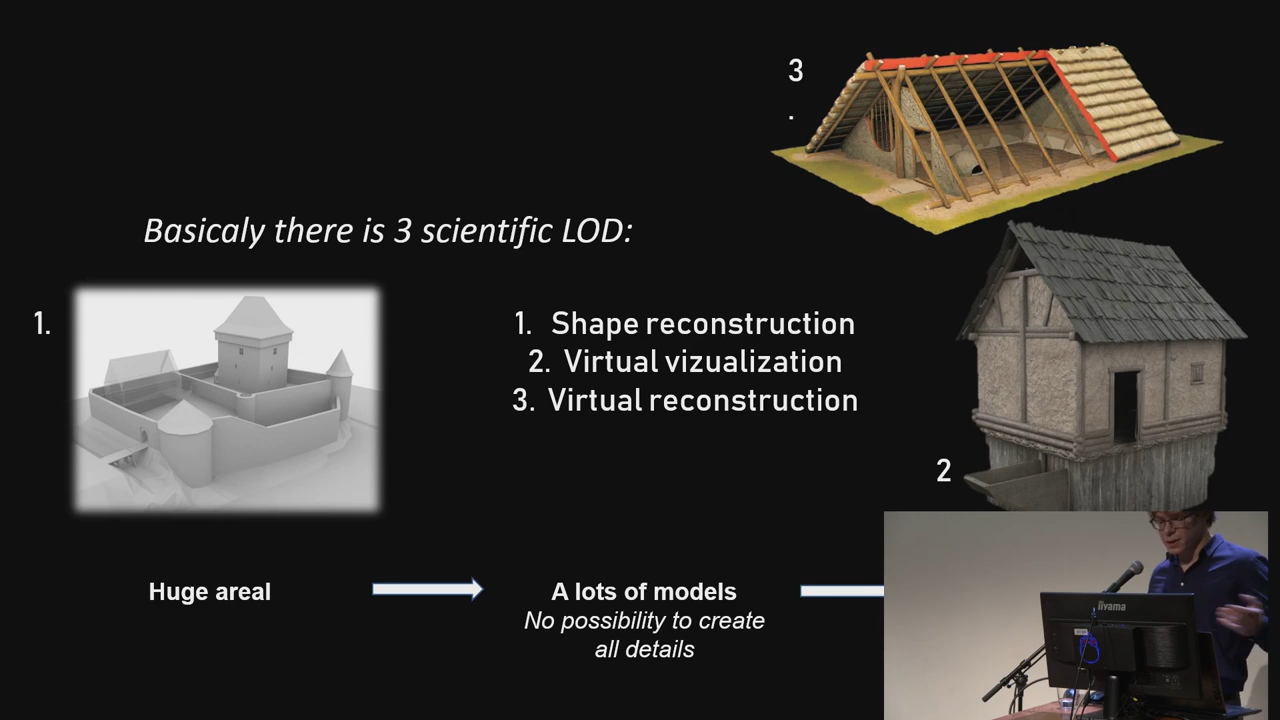 3
.
Basicaly there is 3 scientific LOD:
1.
1. Shape reconstruction
2. Virtual vizualization
3. Virtual reconstruction
2
Huge areal
A lots of models
No possibility to create
all details
iiyama